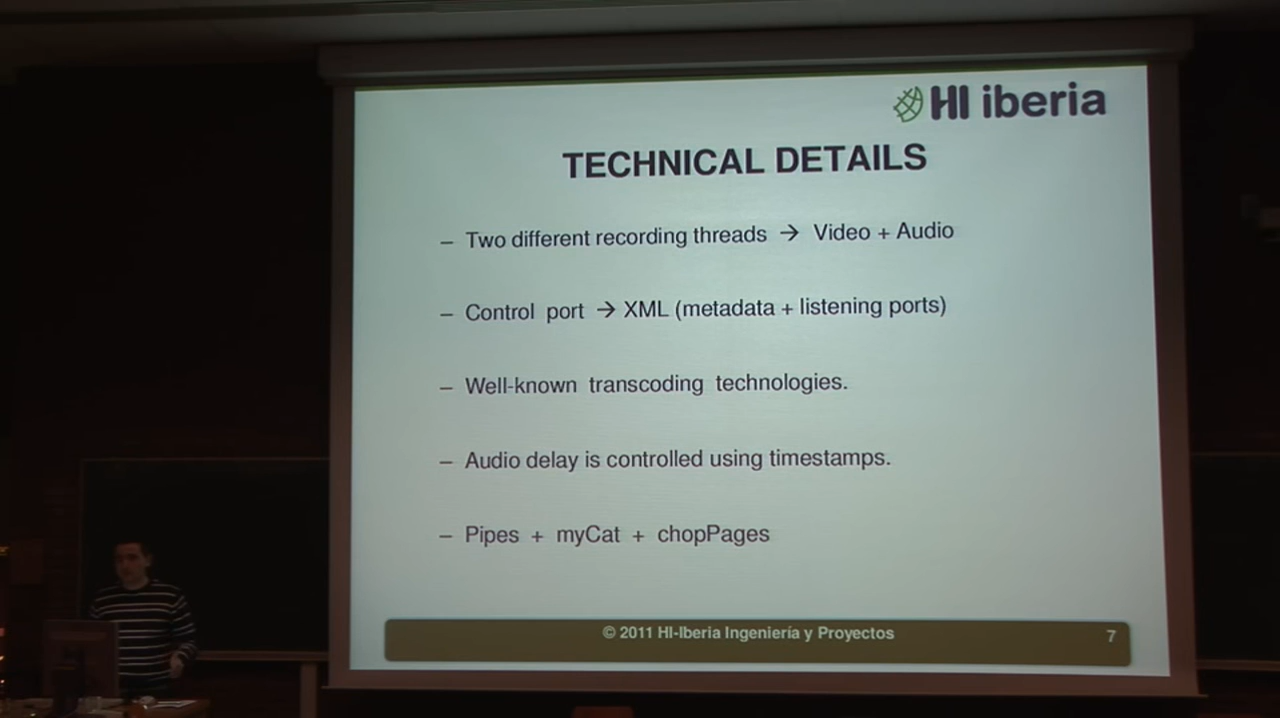 HI iberia
TECHNICAL DETAILS
– Two different recording threads → Video + Audio
– Control port → XML (metadata + listening ports)
– Well-known transcoding technologies.
– Audio delay is controlled using timestamps.
– Pipes + myCat + chopPages
© 2011 HI-Iberia Ingeniería y Proyectos 7